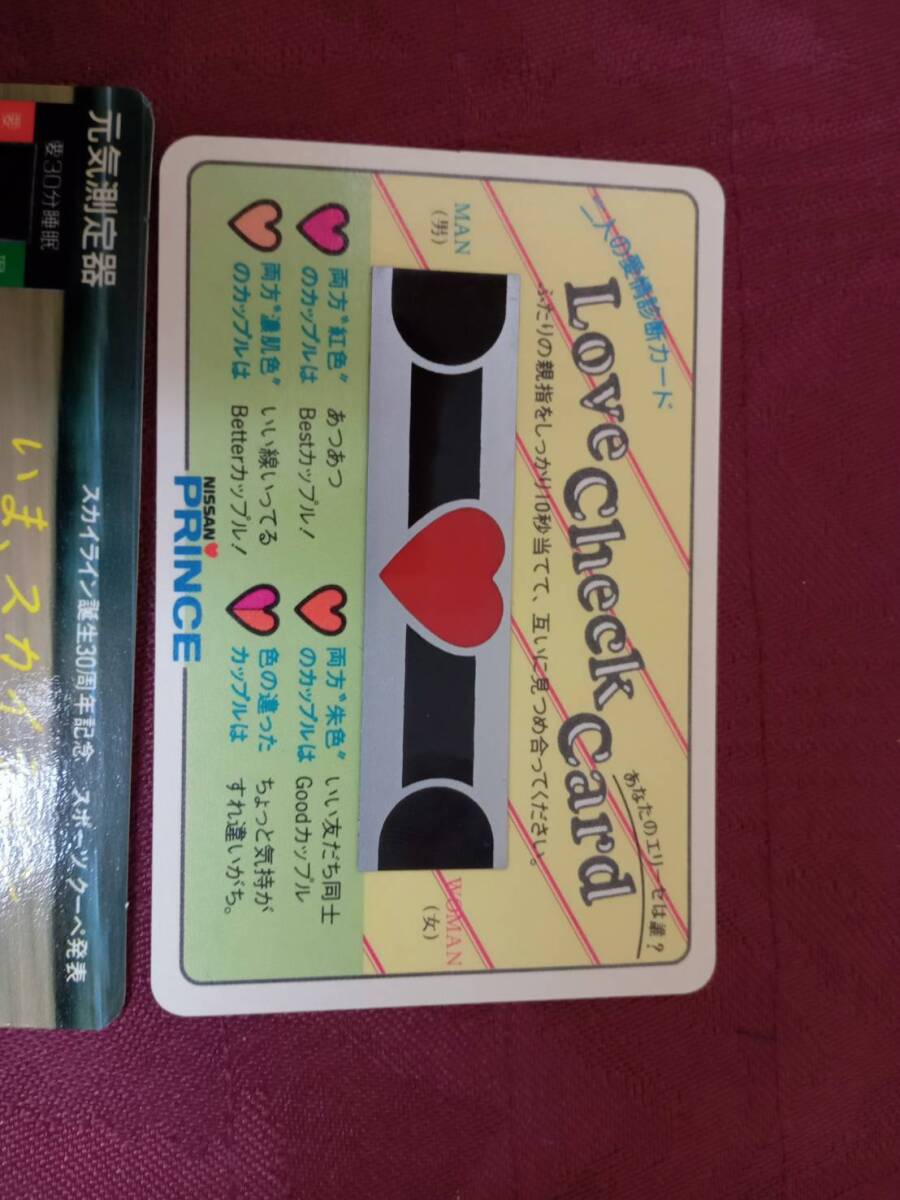 二人の愛情診断カード
あなたのエリーゼは誰?
Love Check Card
ふたりの親指をしっかり10秒当てて、互いに見つめ合ってください。
MAN
(男)
WOMAN
(女)
両方“紅色”
のカップルは
あつあつ
Bestカップル!
両方“濃肌色”
のカップルは
いい線いってる
Betterカップル!
両方“朱色”
のカップルは
いい友だち同士
Goodカップル
色の違った
カップルは
ちょっと気持が
すれ違いがち。
NISSAN
PRINCE
元気測定器
スカイライン誕生30周年記念 スポーツクーペ発表
要30分睡眠
いま、スカイ